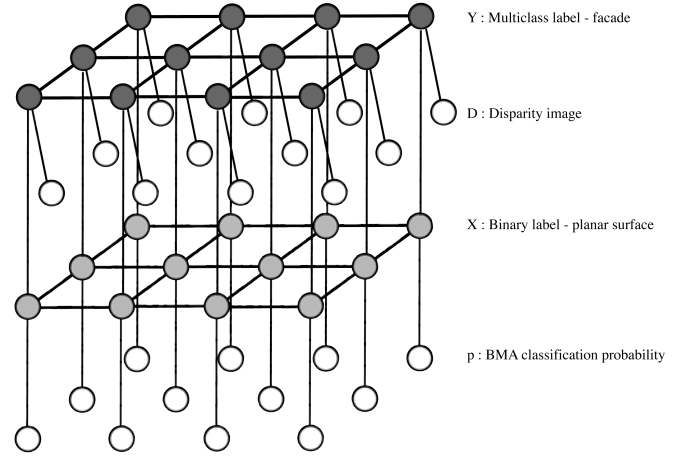 Y : Multiclass label - facade
D : Disparity image
X : Binary label - planar surface
p : BMA classification probability